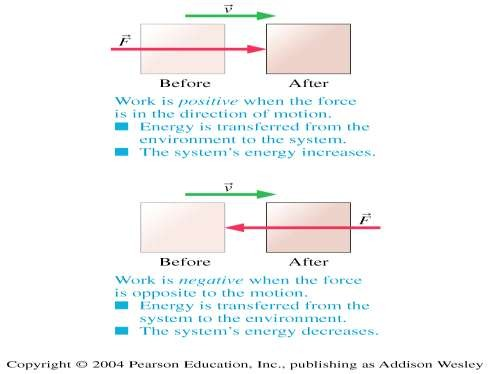 v
F
Before After
Work is positive when the force
is in the direction of motion.
Energy is transferred from the
environment to the system.
The system's energy increases.
v
F
Before After
Work is negative when the force
is opposite to the motion.
Energy is transferred from the
system to the environment.
The system's energy decreases.
Copyright © 2004 Pearson Education, Inc., publishing as Addison Wesley